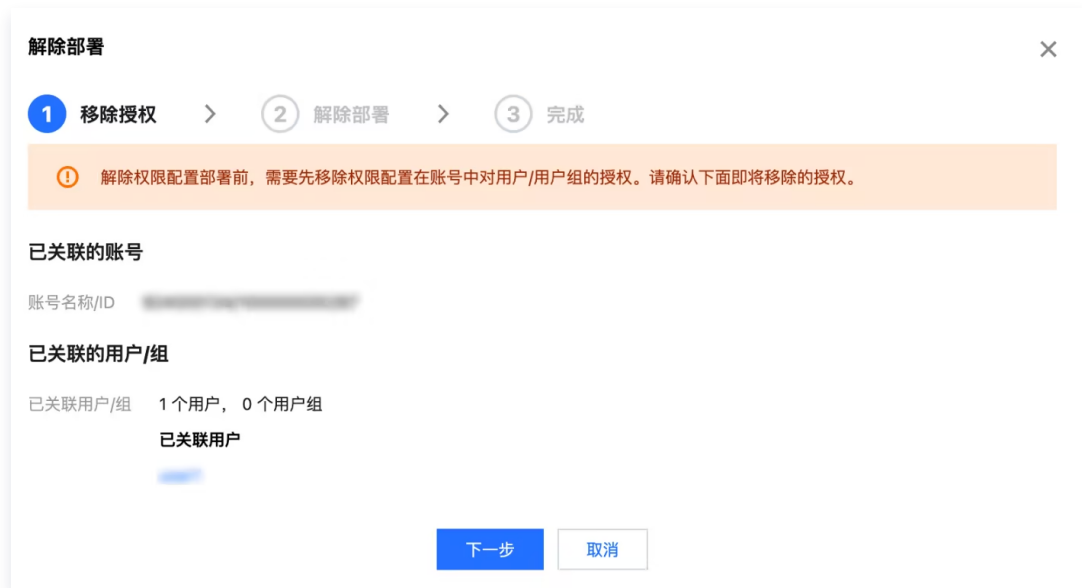 解除部署
1 移除授权 2 解除部署 3 完成
解除权限配置部署前，需要先移除权限配置在账号中对用户/用户组的授权。请确认下面即将移除的授权。
已关联的账号
账号名称/ID
已关联的用户/组
已关联用户/组 1 个用户， 0 个用户组
已关联用户
下一步 取消